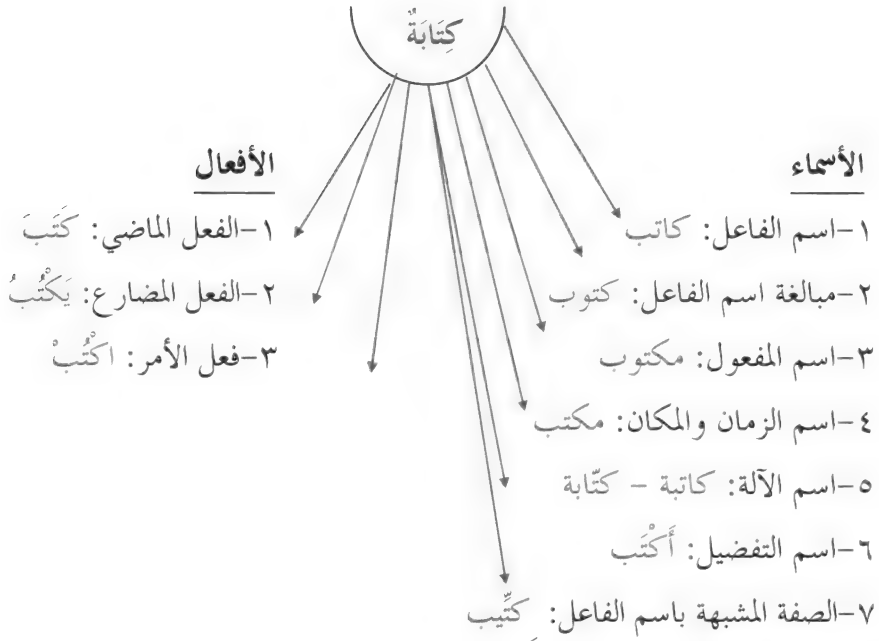 كِتَابَةٌ
الأسماء
١-اسم الفاعل: كاتب
٢-مبالغة اسم الفاعل: كتوب
٣-اسم المفعول: مكتوب
٤-اسم الزمان والمكان: مكتب
٥-اسم الآلة: كاتبة - كتّابة
٦-اسم التفضيل: أَكْتَب
٧-الصفة المشبهة باسم الفاعل: كتِّيب
الأفعال
١-الفعل الماضي: كَتَبَ
٢-الفعل المضارع: يَكْتُبُ
٣-فعل الأمر: اكْتُبْ